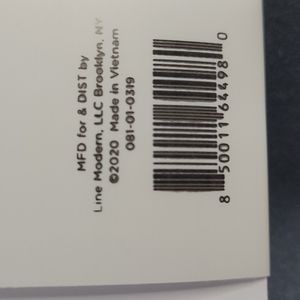 MFD for & DIST by
Line Modern, LLC Brooklyn, NY
©2020 Made in Vietnam
081-01-0319
8 50011 64498 0